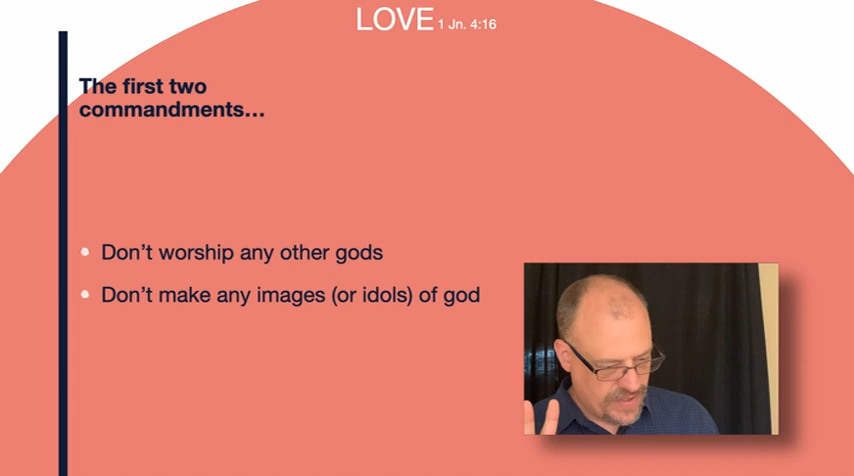 LOVE 1 Jn. 4:16
The first two
commandments…
• Don’t worship any other gods
• Don’t make any images (or idols) of god